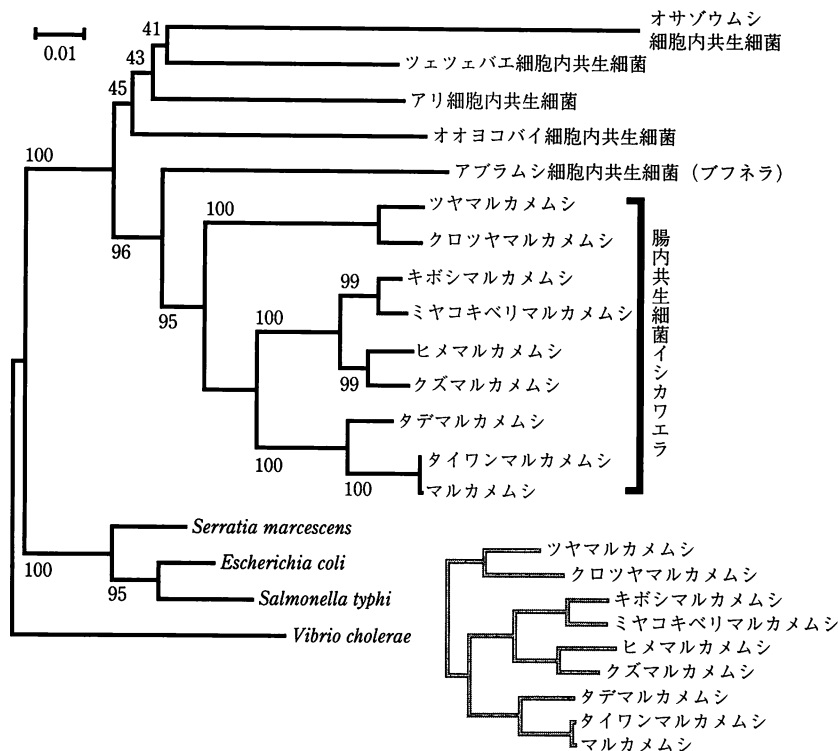 0.01
41
43
45
100
96
95
100
100
99
99
100
100
100
95
オサゾウムシ
細胞内共生細菌
ツェツェバエ細胞内共生細菌
アリ細胞内共生細菌
オオヨコバイ細胞内共生細菌
アブラムシ細胞内共生細菌（ブフネラ）
ツヤマルカメムシ
クロツヤマルカメムシ
キボシマルカメムシ
ミヤコキベリマルカメムシ
ヒメマルカメムシ
クズマルカメムシ
タデマルカメムシ
タイワンマルカメムシ
マルカメムシ
腸内共生細菌イシカワエラ
Serratia marcescens
Escherichia coli
Salmonella typhi
Vibrio cholerae
ツヤマルカメムシ
クロツヤマルカメムシ
キボシマルカメムシ
ミヤコキベリマルカメムシ
ヒメマルカメムシ
クズマルカメムシ
タデマルカメムシ
タイワンマルカメムシ
マルカメムシ